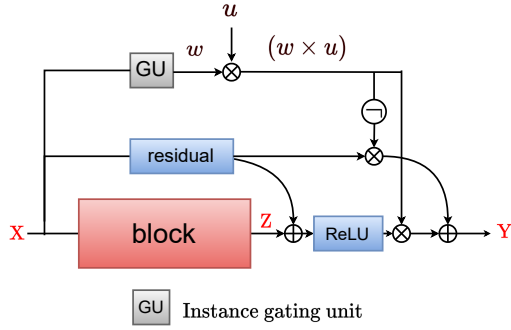 u
w
(w × u)
GU
¬
residual
X
block
Z
ReLU
Y
GU
Instance gating unit